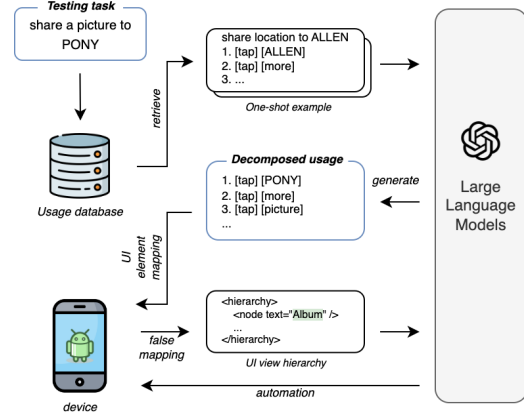 Testing task
share a picture to
PONY
share location to ALLEN
1. [tap] [ALLEN]
2. [tap] [more]
3. ...
One-shot example
retrieve
Usage database
Decomposed usage
1. [tap] [PONY]
2. [tap] [more]
3. [tap] [picture]
...
generate
Large
Language
Models
UI
element
mapping
<hierarchy>
<node text="Album" />
...
</hierarchy>
UI view hierarchy
false
mapping
automation
device